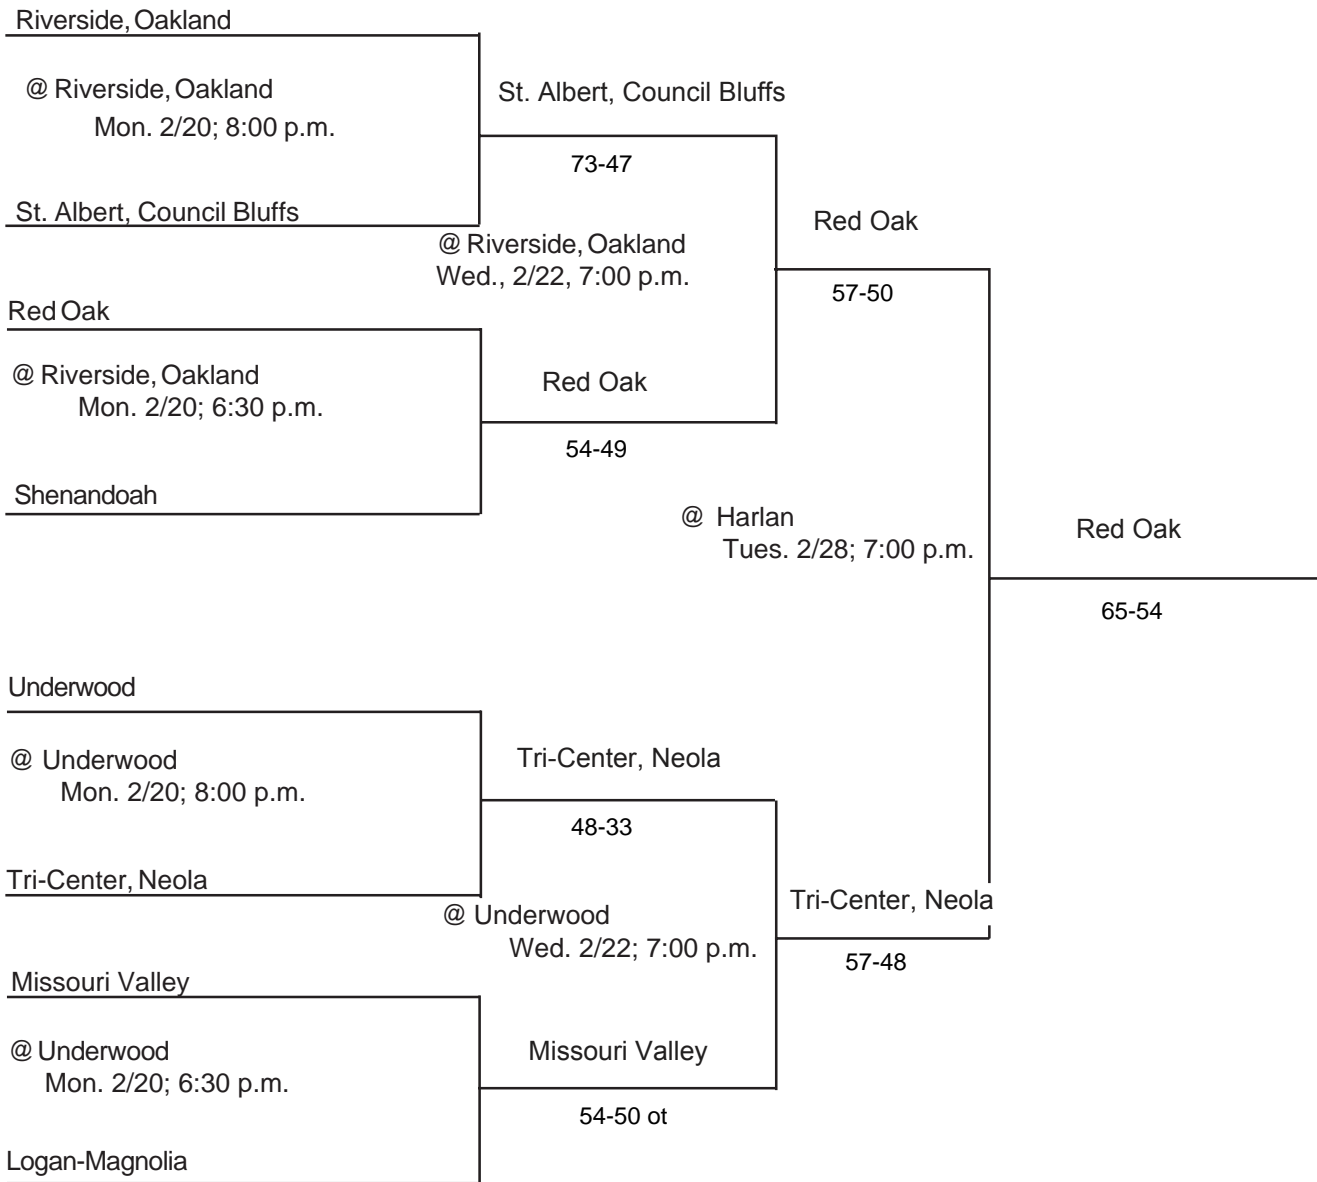 Riverside, Oakland
@ Riverside, Oakland
Mon. 2/20; 8:00 p.m.
St. Albert, Council Bluffs
St. Albert, Council Bluffs
73-47
@ Riverside, Oakland
Wed., 2/22, 7:00 p.m.
Red Oak
57-50
Red Oak
@ Riverside, Oakland
Mon. 2/20; 6:30 p.m.
Shenandoah
Red Oak
54-49
@ Harlan
Tues. 2/28; 7:00 p.m.
Red Oak
65-54
Underwood
@ Underwood
Mon. 2/20; 8:00 p.m.
Tri-Center, Neola
Tri-Center, Neola
48-33
@ Underwood
Wed. 2/22; 7:00 p.m.
Tri-Center, Neola
57-48
Missouri Valley
@ Underwood
Mon. 2/20; 6:30 p.m.
Logan-Magnolia
Missouri Valley
54-50 ot